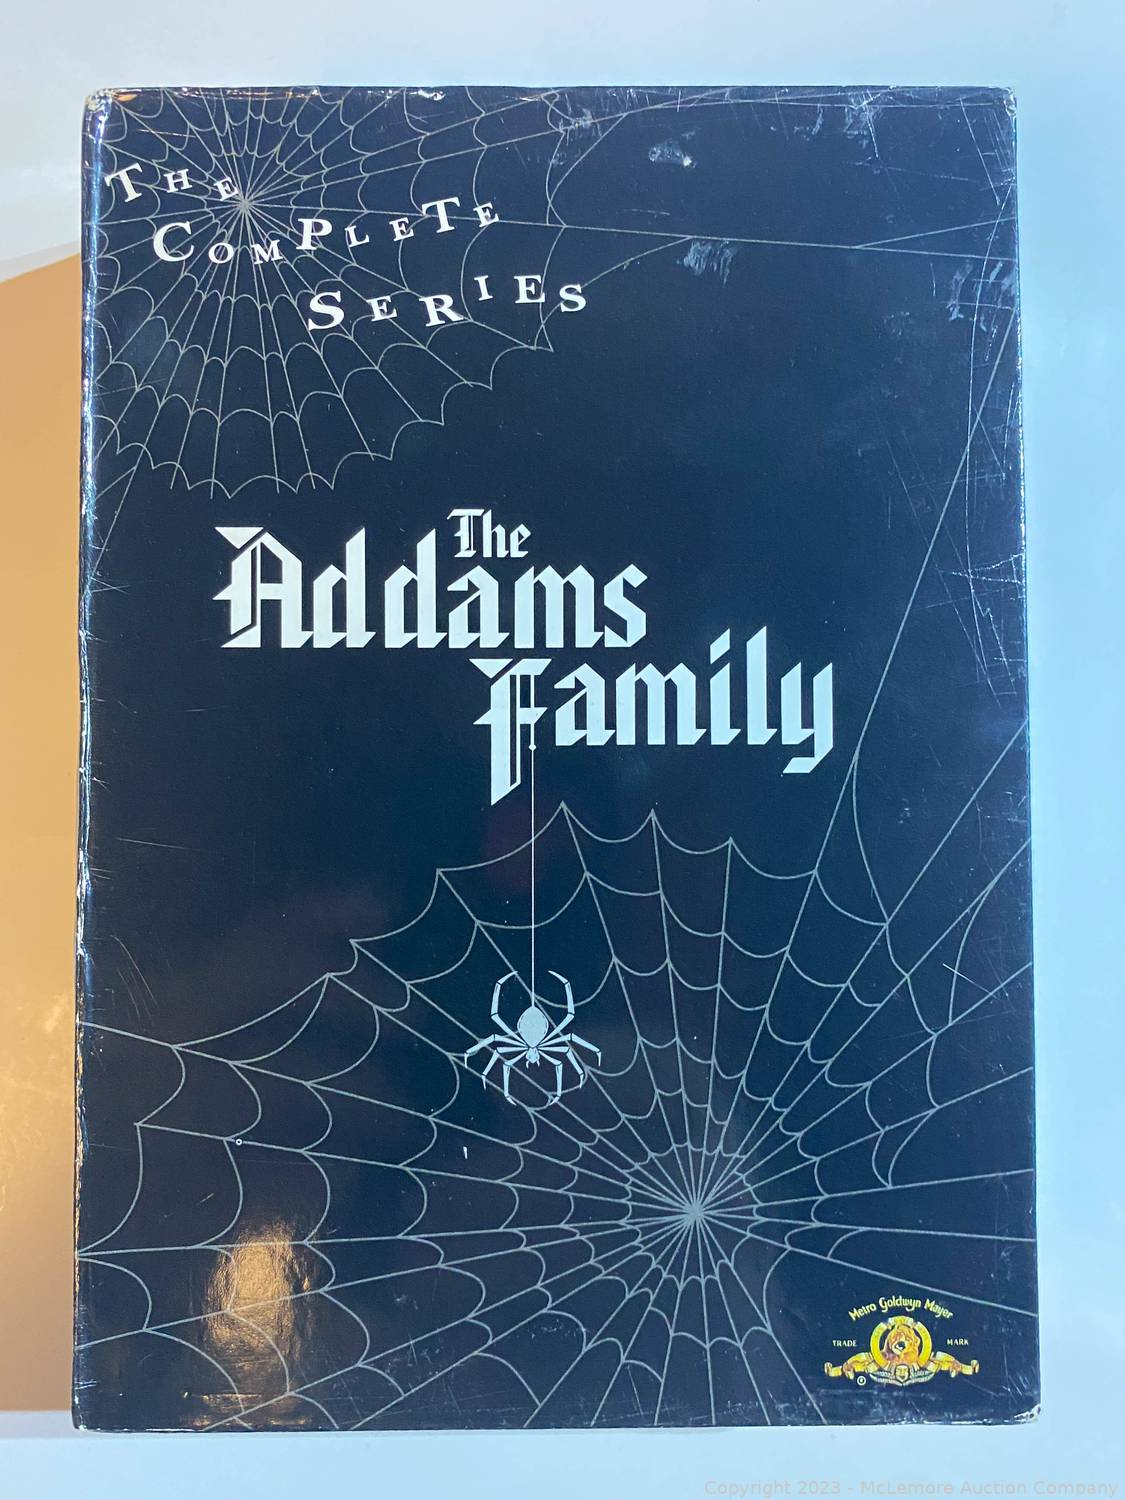 THE
COMPLETE
SERIES
The
Addams
Family
Metro Goldwyn Mayer
TRADE MARK
®
Copyright 2023 - McLemore Auction Company